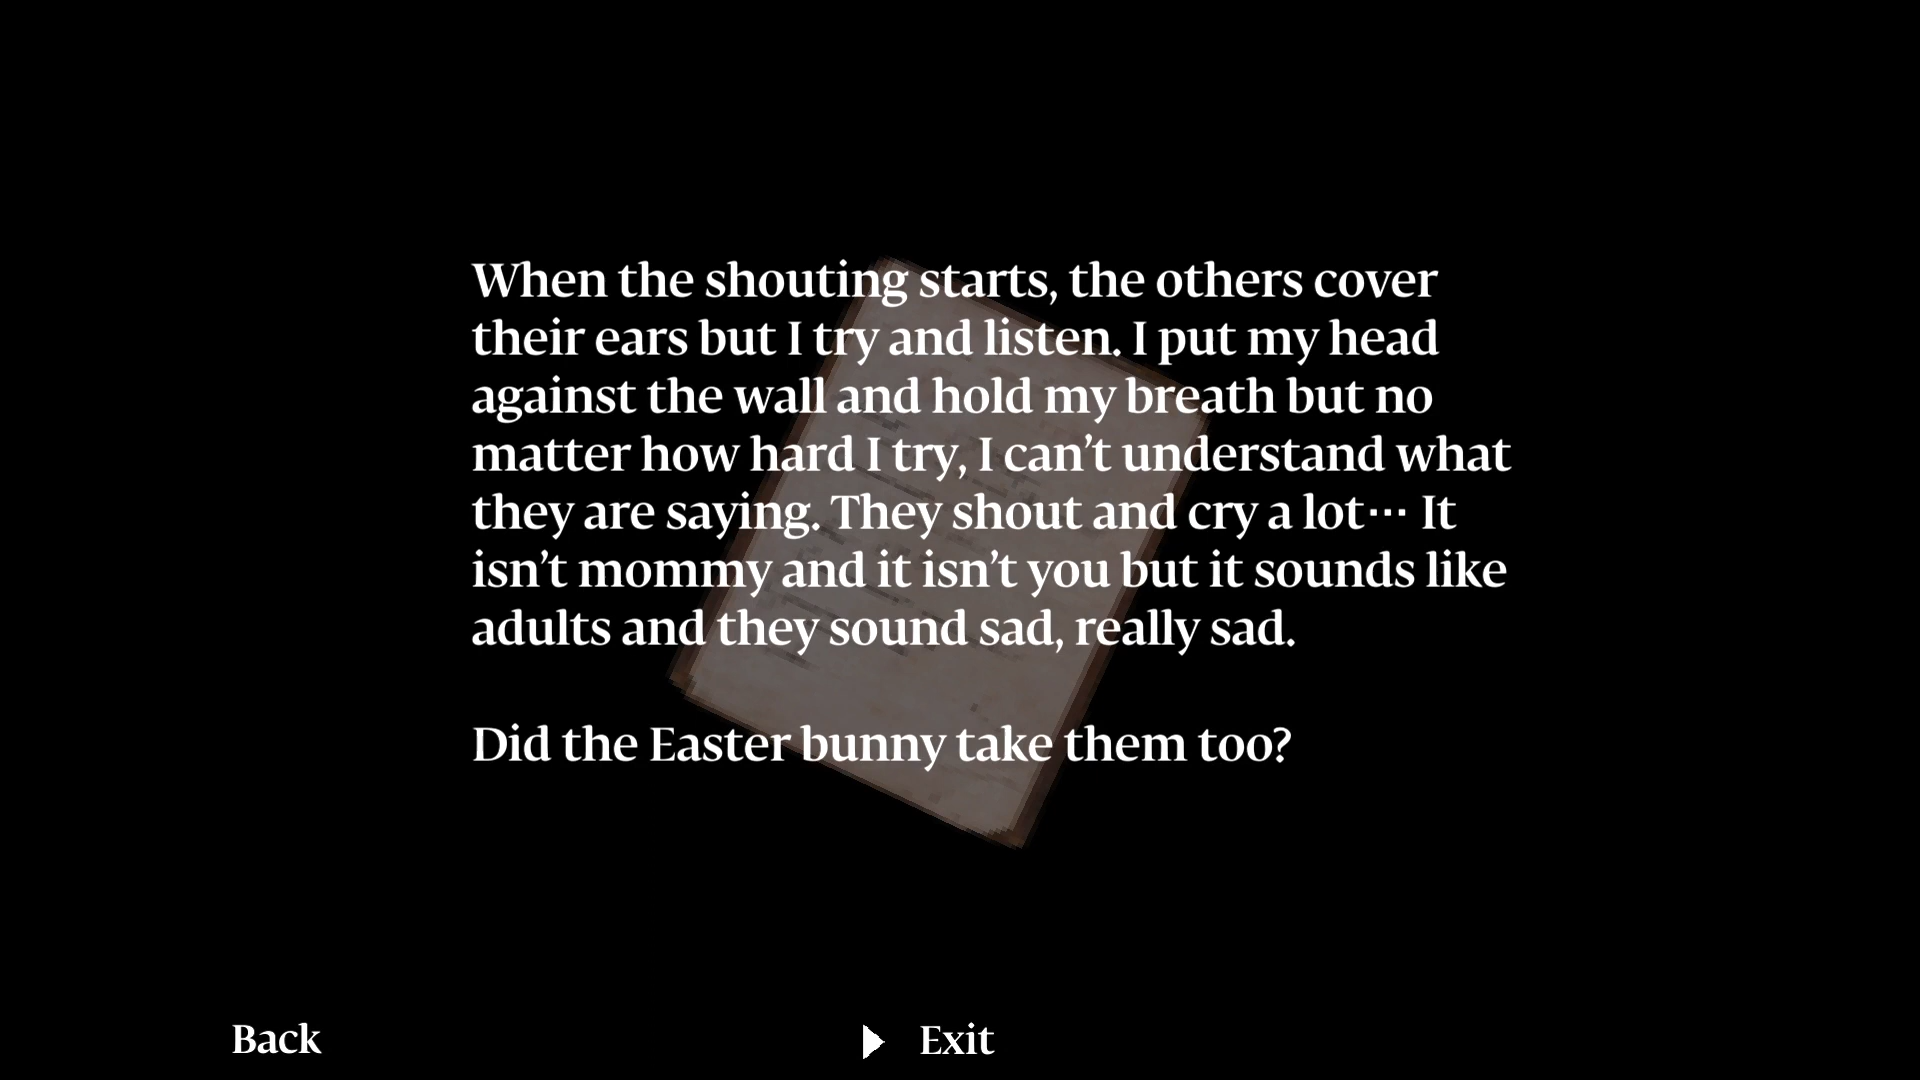 When the shouting starts, the others cover
their ears but I try and listen. I put my head
against the wall and hold my breath but no
matter how hard I try, I can’t understand what
they are saying. They shout and cry a lot⋯ It
isn’t mommy and it isn’t you but it sounds like
adults and they sound sad, really sad.
Did the Easter bunny take them too?
Back
Exit